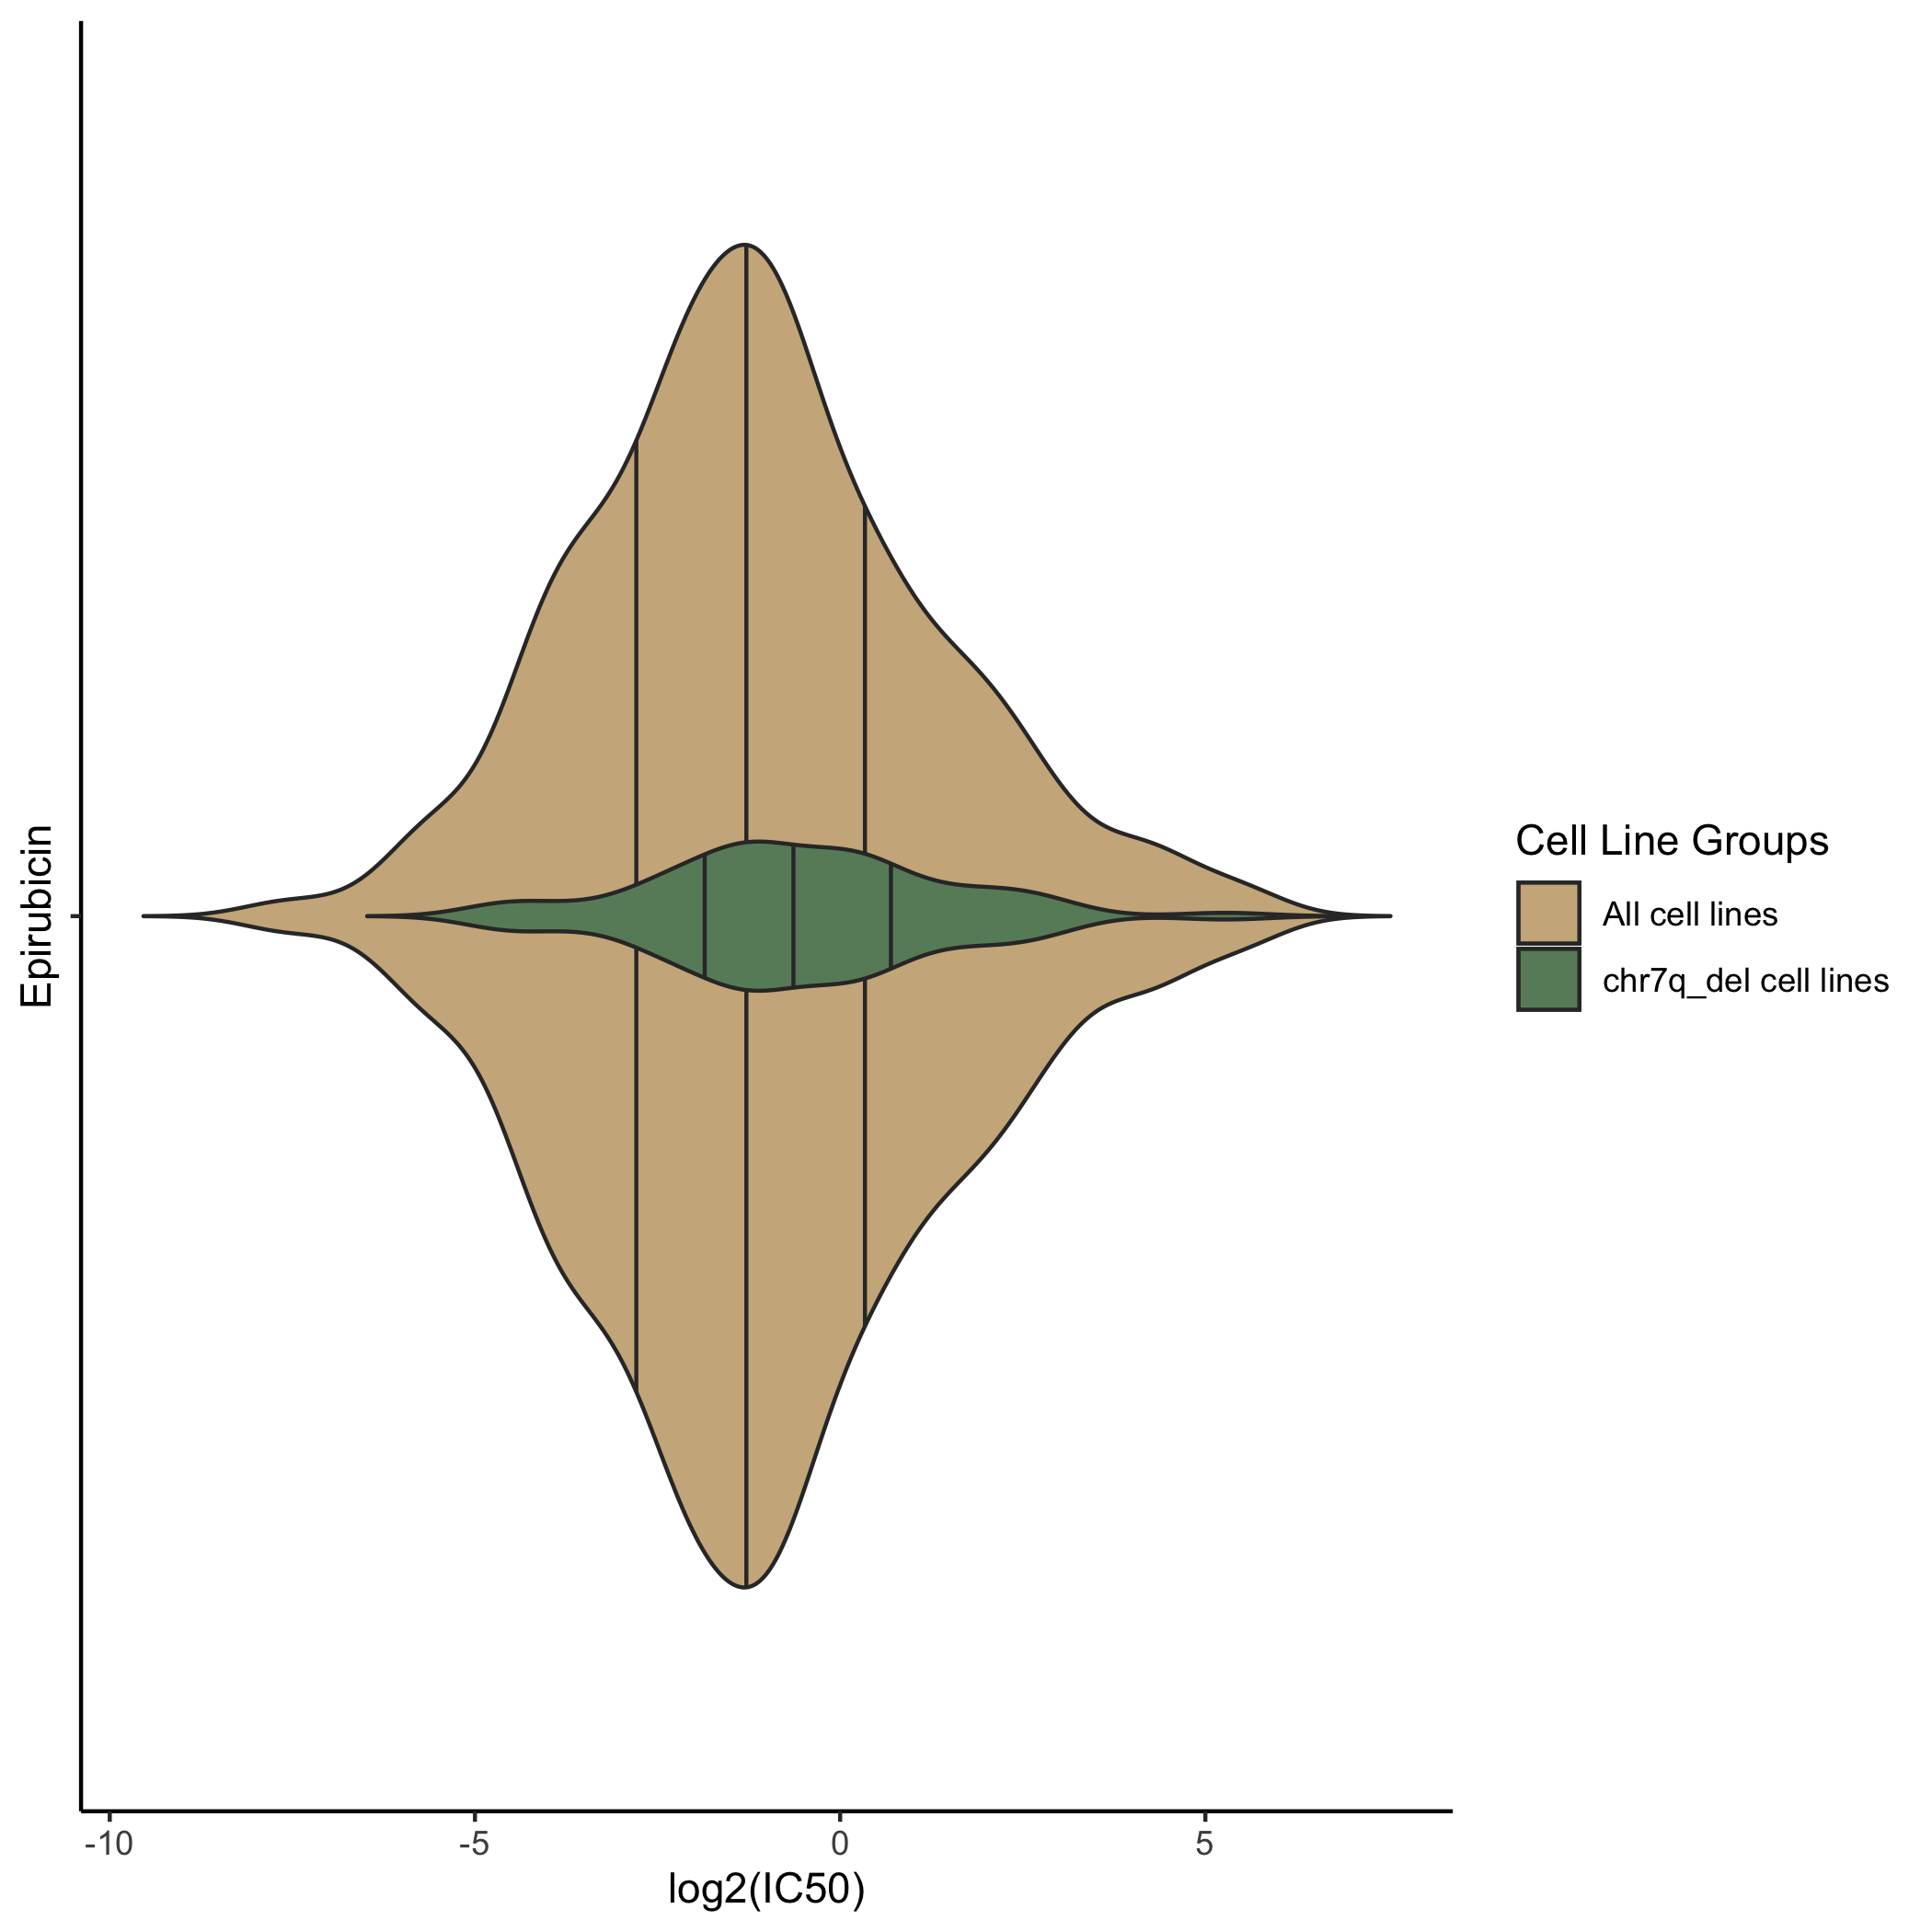 Epirubicin
-10
-5
0
5
log2(IC50)
Cell Line Groups
All cell lines
chr7q_del cell lines